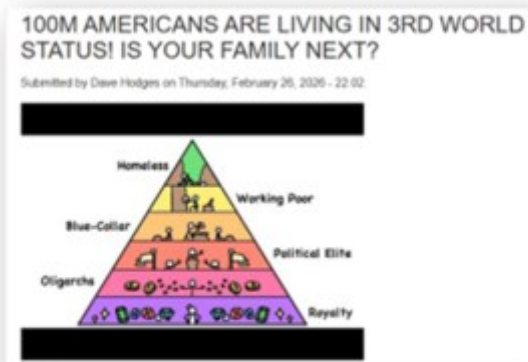 100M AMERICANS ARE LIVING IN 3RD WORLD
STATUS! IS YOUR FAMILY NEXT?
Submitted by Dave Hodges on Thursday, February 26, 2026 - 22:02.
Homeless
Working Poor
Blue-Collar
Political Elite
Oligarchs
Royalty